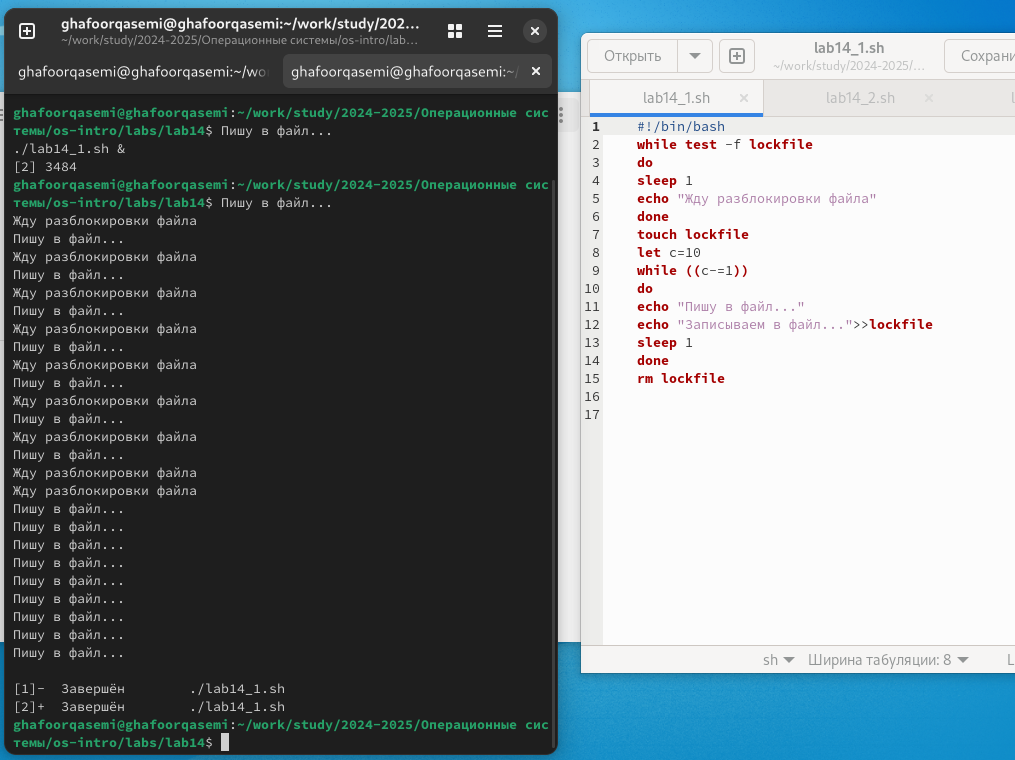 ghafoorqasemi@ghafoorqasemi:~/work/study/202...
~/work/study/2024-2025/Операционные системы/os-intro/lab...
ghafoorqasemi@ghafoorqasemi:~/wo
ghafoorqasemi@ghafoorqasemi:~/
ghafoorqasemi@ghafoorqasemi:~/work/study/2024-2025/Операционные сис
темы/os-intro/labs/lab14$ Пишу в файл...
./lab14_1.sh &
[2] 3484
ghafoorqasemi@ghafoorqasemi:~/work/study/2024-2025/Операционные сис
темы/os-intro/labs/lab14$ Пишу в файл...
Жду разблокировки файла
Пишу в файл...
Жду разблокировки файла
Пишу в файл...
Жду разблокировки файла
Пишу в файл...
Жду разблокировки файла
Пишу в файл...
Жду разблокировки файла
Пишу в файл...
Жду разблокировки файла
Пишу в файл...
Жду разблокировки файла
Пишу в файл...
Жду разблокировки файла
Жду разблокировки файла
Пишу в файл...
Пишу в файл...
Пишу в файл...
Пишу в файл...
Пишу в файл...
Пишу в файл...
Пишу в файл...
Пишу в файл...
Пишу в файл...
[1]-  Завершён        ./lab14_1.sh
[2]+  Завершён        ./lab14_1.sh
ghafoorqasemi@ghafoorqasemi:~/work/study/2024-2025/Операционные сис
темы/os-intro/labs/lab14$
Открыть
lab14_1.sh
~/work/study/2024-2025/...
Сохрани
lab14_1.sh
lab14_2.sh
1 #!/bin/bash
2 while test -f lockfile
3 do
4 sleep 1
5 echo "Жду разблокировки файла"
6 done
7 touch lockfile
8 let c=10
9 while ((c-=1))
10 do
11 echo "Пишу в файл..."
12 echo "Записываем в файл...">>lockfile
13 sleep 1
14 done
15 rm lockfile
16
17
sh
Ширина табуляции: 8